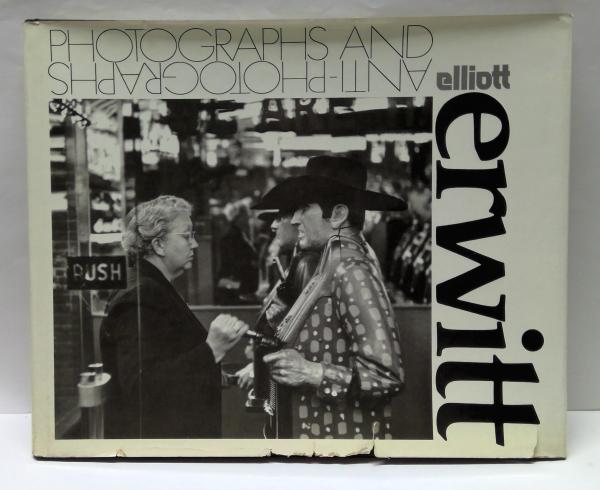 PHOTOGRAPHS AND
ANTI-PHOTOGRAPHS
elliott
erwitt
PUSH